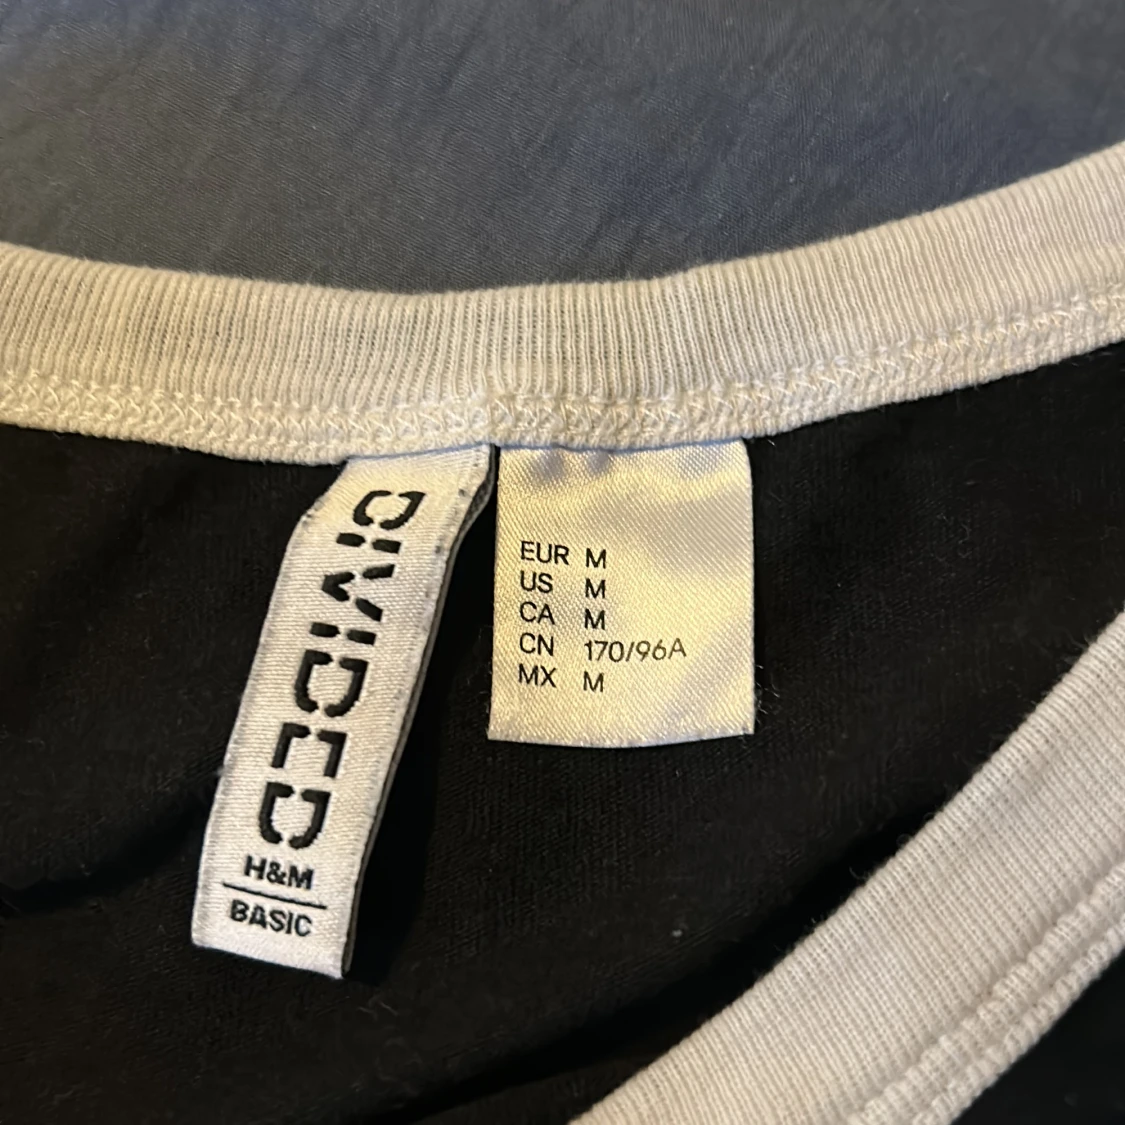 DIVIDED
H&M
BASIC
EUR M
US M
CA M
CN 170/96A
MX M